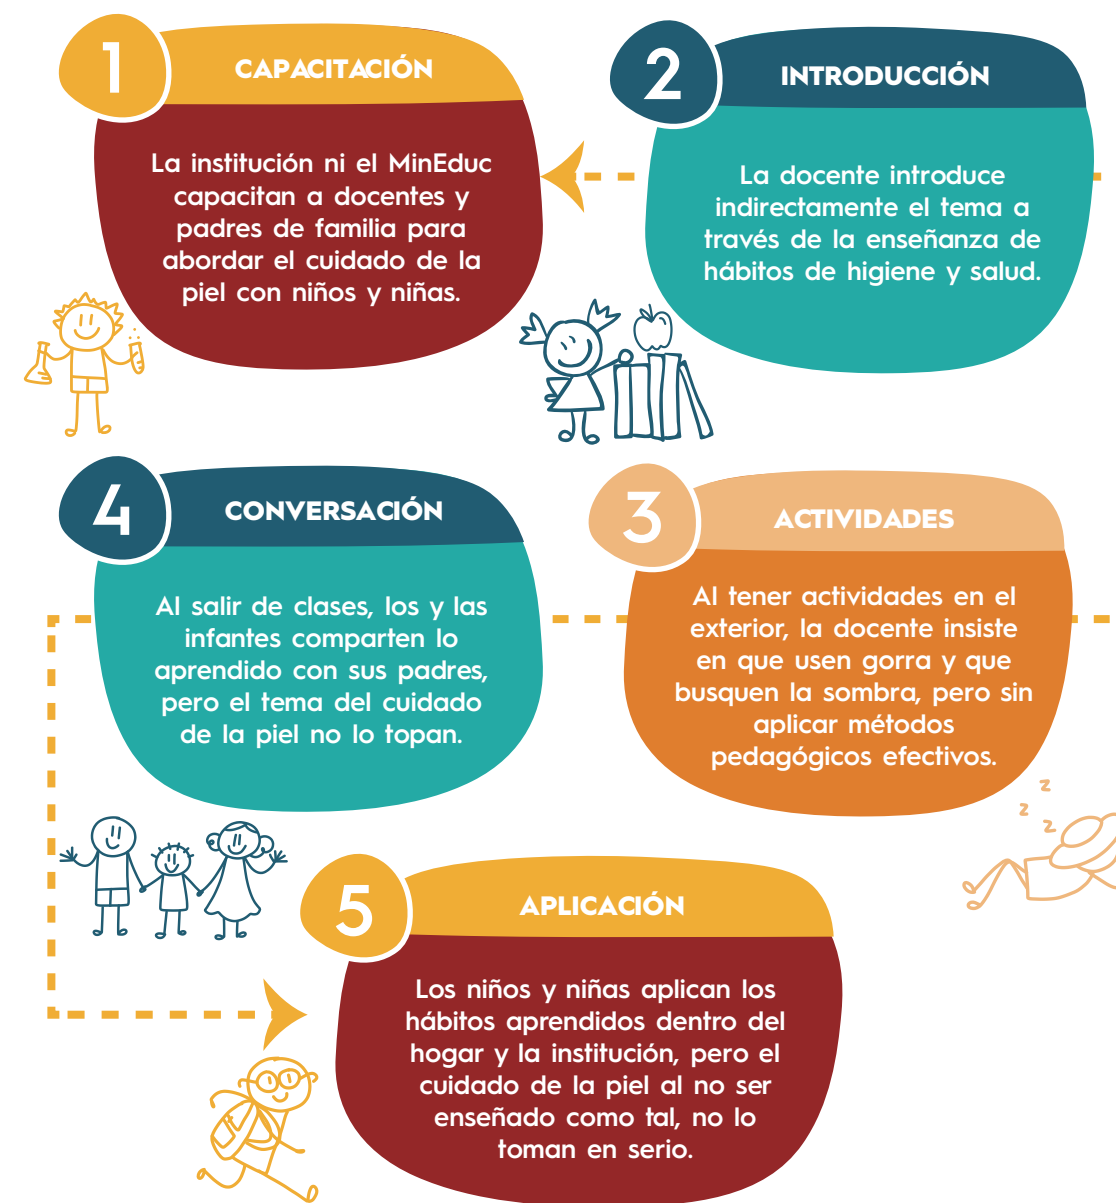 1
CAPACITACIÓN
La institución ni el MinEduc
capacitan a docentes y
padres de familia para
abordar el cuidado de la
piel con niños y niñas.
2
INTRODUCCIÓN
La docente introduce
indirectamente el tema a
través de la enseñanza de
hábitos de higiene y salud.
3
ACTIVIDADES
Al tener actividades en el
exterior, la docente insiste
en que usen gorra y que
busquen la sombra, pero sin
aplicar métodos
pedagógicos efectivos.
z
z
z
4
CONVERSACIÓN
Al salir de clases, los y las
infantes comparten lo
aprendido con sus padres,
pero el tema del cuidado
de la piel no lo topan.
5
APLICACIÓN
Los niños y niñas aplican los
hábitos aprendidos dentro del
hogar y la institución, pero el
cuidado de la piel al no ser
enseñado como tal, no lo
toman en serio.